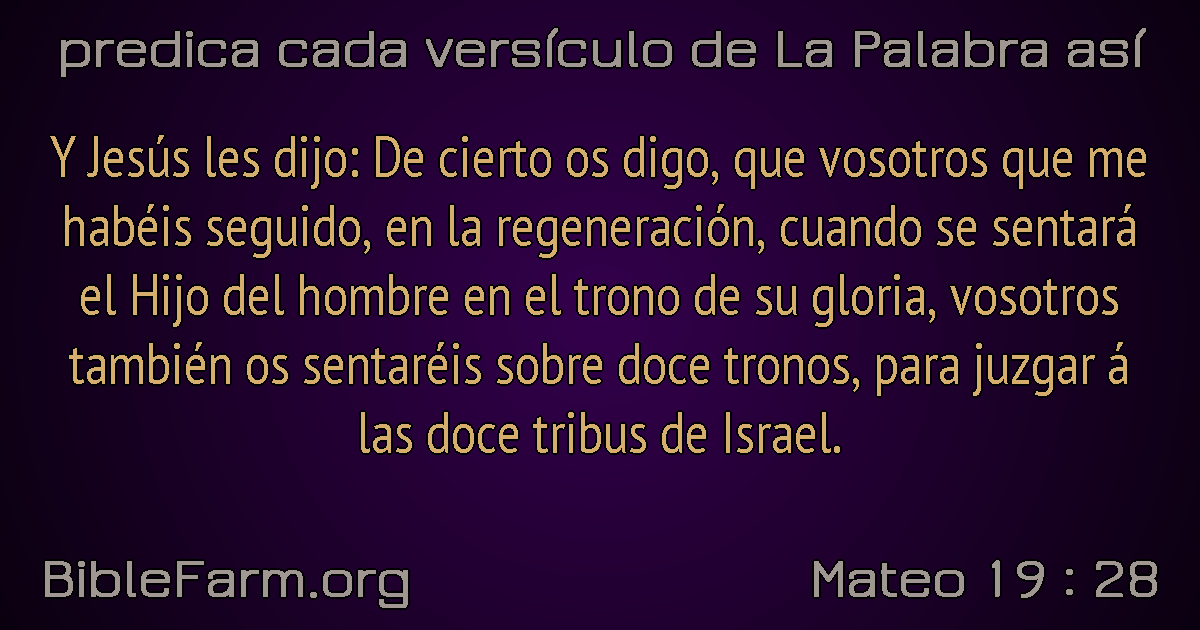 predica cada versículo de La Palabra así
Y Jesús les dijo: De cierto os digo, que vosotros que me
habéis seguido, en la regeneración, cuando se sentará
el Hijo del hombre en el trono de su gloria, vosotros
también os sentaréis sobre doce tronos, para juzgar á
las doce tribus de Israel.
BibleFarm.org
Mateo 19 : 28